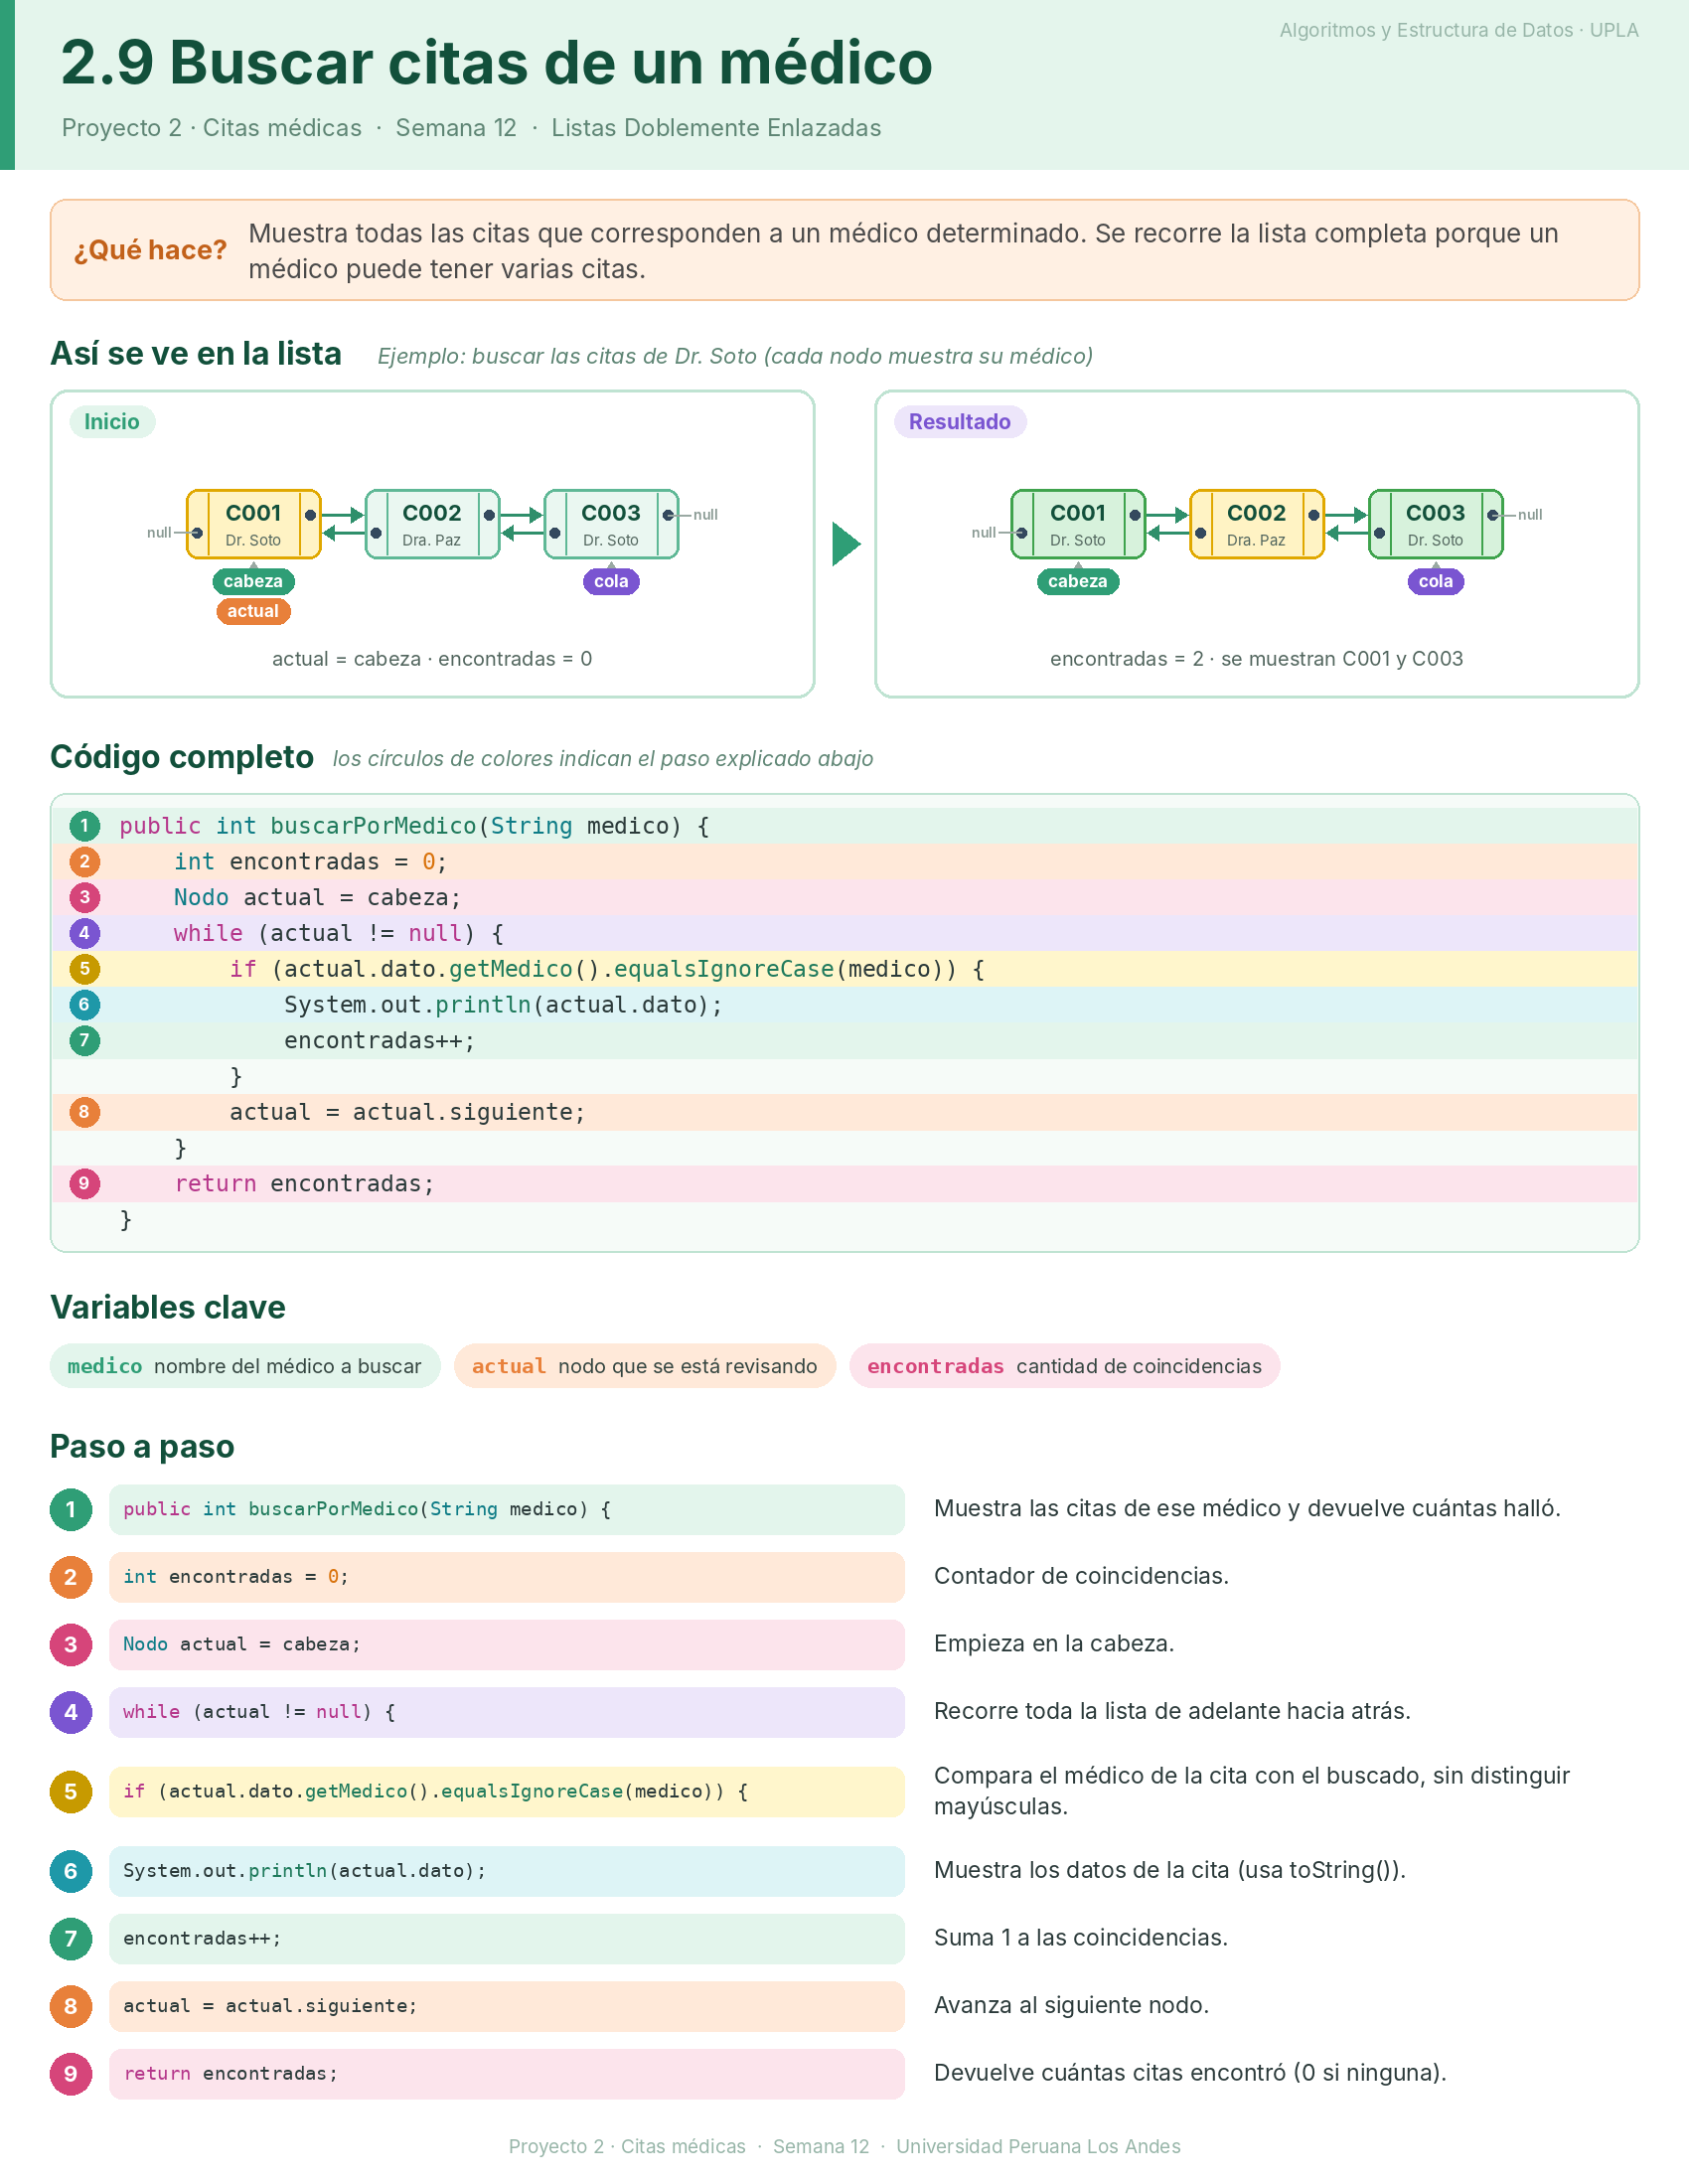 Algoritmos y Estructura de Datos · UPLA
2.9 Buscar citas de un médico
Proyecto 2 · Citas médicas · Semana 12 · Listas Doblemente Enlazadas
¿Qué hace?
Muestra todas las citas que corresponden a un médico determinado. Se recorre la lista completa porque un
médico puede tener varias citas.
Así se ve en la lista
Ejemplo: buscar las citas de Dr. Soto (cada nodo muestra su médico)
Inicio
null
C001
Dr. Soto
C002
Dra. Paz
C003
Dr. Soto
null
cabeza
actual
cola
actual = cabeza · encontradas = 0
Resultado
null
C001
Dr. Soto
C002
Dra. Paz
C003
Dr. Soto
null
cabeza
cola
encontradas = 2 · se muestran C001 y C003
Código completo
los círculos de colores indican el paso explicado abajo
1 public int buscarPorMedico(String medico) {
2 int encontradas = 0;
3 Nodo actual = cabeza;
4 while (actual != null) {
5 if (actual.dato.getMedico().equalsIgnoreCase(medico)) {
6 System.out.println(actual.dato);
7 encontradas++;
}
8 actual = actual.siguiente;
}
9 return encontradas;
}
Variables clave
medico nombre del médico a buscar
actual nodo que se está revisando
encontradas cantidad de coincidencias
Paso a paso
1 public int buscarPorMedico(String medico) {
Muestra las citas de ese médico y devuelve cuántas halló.
2 int encontradas = 0;
Contador de coincidencias.
3 Nodo actual = cabeza;
Empieza en la cabeza.
4 while (actual != null) {
Recorre toda la lista de adelante hacia atrás.
5 if (actual.dato.getMedico().equalsIgnoreCase(medico)) {
Compara el médico de la cita con el buscado, sin distinguir
mayúsculas.
6 System.out.println(actual.dato);
Muestra los datos de la cita (usa toString()).
7 encontradas++;
Suma 1 a las coincidencias.
8 actual = actual.siguiente;
Avanza al siguiente nodo.
9 return encontradas;
Devuelve cuántas citas encontró (0 si ninguna).
Proyecto 2 · Citas médicas · Semana 12 · Universidad Peruana Los Andes